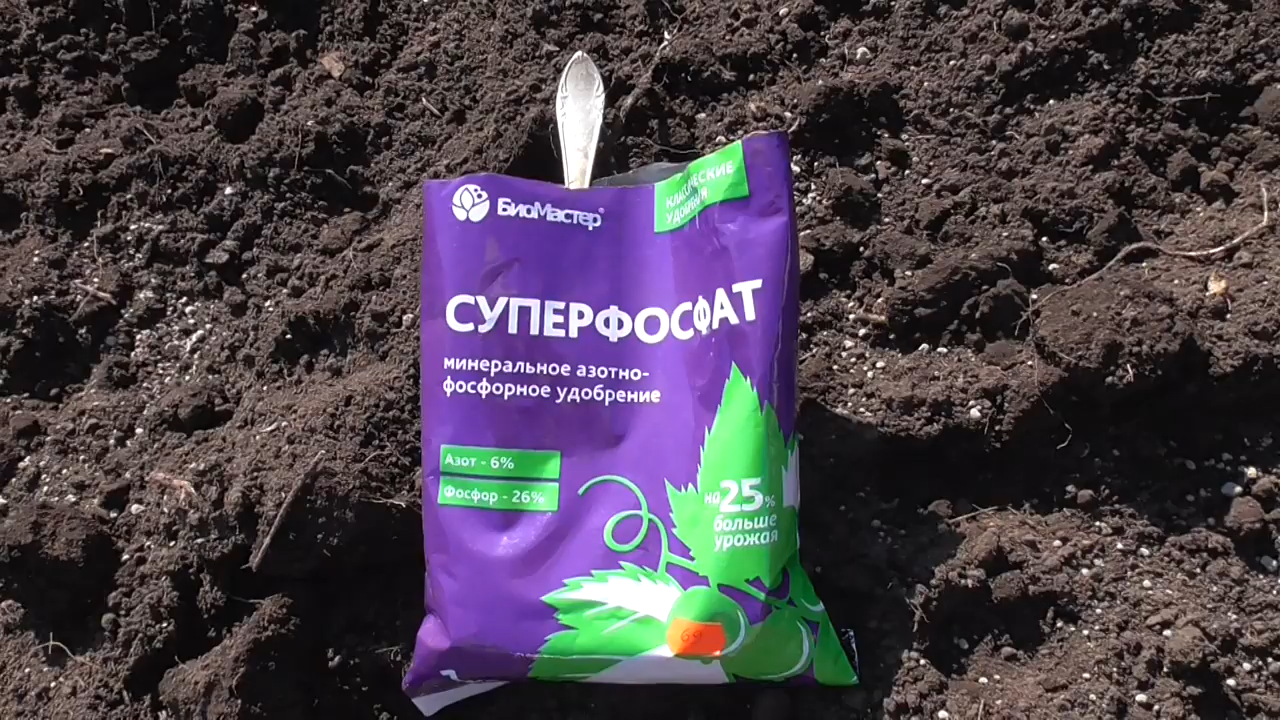 БиоМастер®
КЛАССИЧЕСКИЕ
УДОБРЕНИЯ
СУПЕРФОСФАТ
минеральное азотно-
фосфорное удобрение
Азот - 6%
Фосфор - 26%
на 25%
больше
урожая